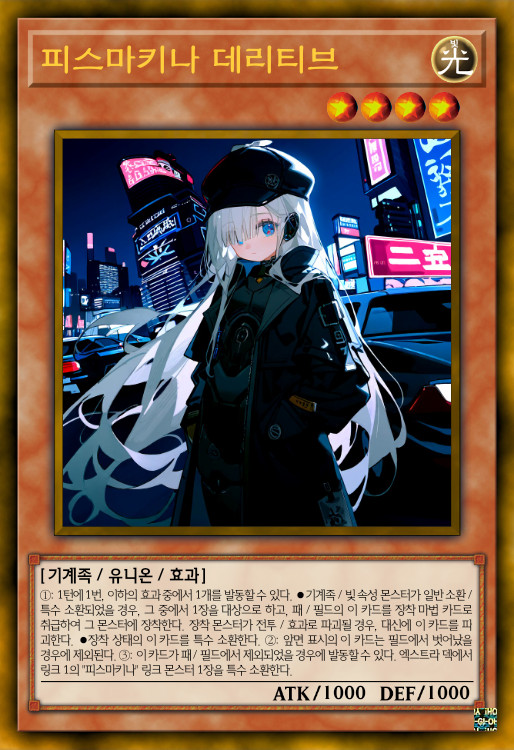 피스마키나 데리티브
빛
光
二五
[기계족 / 유니온 / 효과]
①: 1턴에 1번, 이하의 효과 중에서 1개를 발동할 수 있다. ●기계족 / 빛 속성 몬스터가 일반 소환 /
특수 소환되었을 경우, 그 중에서 1장을 대상으로 하고, 패 / 필드의 이 카드를 장착 마법 카드로
취급하여 그 몬스터에 장착한다. 장착 몬스터가 전투 / 효과로 파괴될 경우, 대신에 이 카드를 파
괴한다. ●장착 상태의 이 카드를 특수 소환한다. ②: 앞면 표시의 이 카드는 필드에서 벗어났을
경우에 제외된다. ③: 이 카드가 패 / 필드에서 제외되었을 경우에 발동할 수 있다. 엑스트라 덱에서
링크 1의 "피스마키나" 링크 몬스터 1장을 특수 소환한다.
ATK/1000 DEF/1000